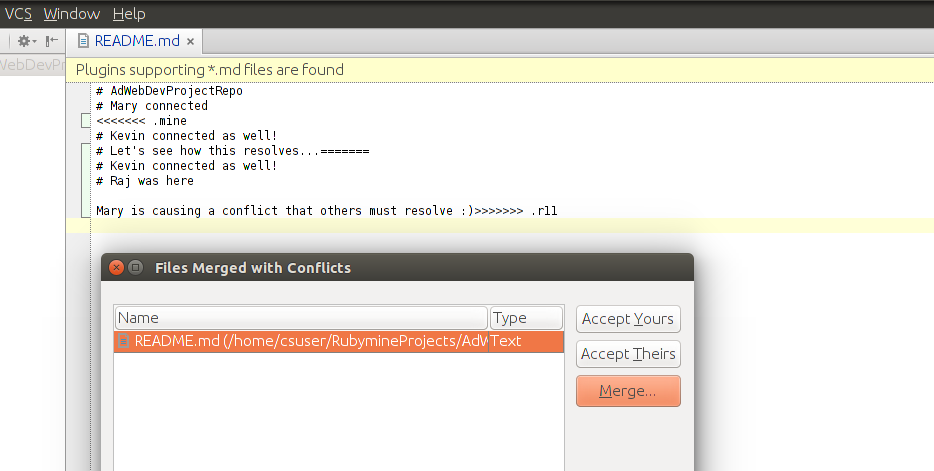 VCS Window Help
README.md
WebDevPr
Plugins supporting *.md files are found
# AdWebDevProjectRepo
# Mary connected
<<<<<<< .mine
# Kevin connected as well!
# Let's see how this resolves...=======
# Kevin connected as well!
# Raj was here
Mary is causing a conflict that others must resolve :)>>>>>>> .r11
Files Merged with Conflicts
Name Type
README.md (/home/csuser/RubymineProjects/AdW Text
Accept Yours
Accept Theirs
Merge...